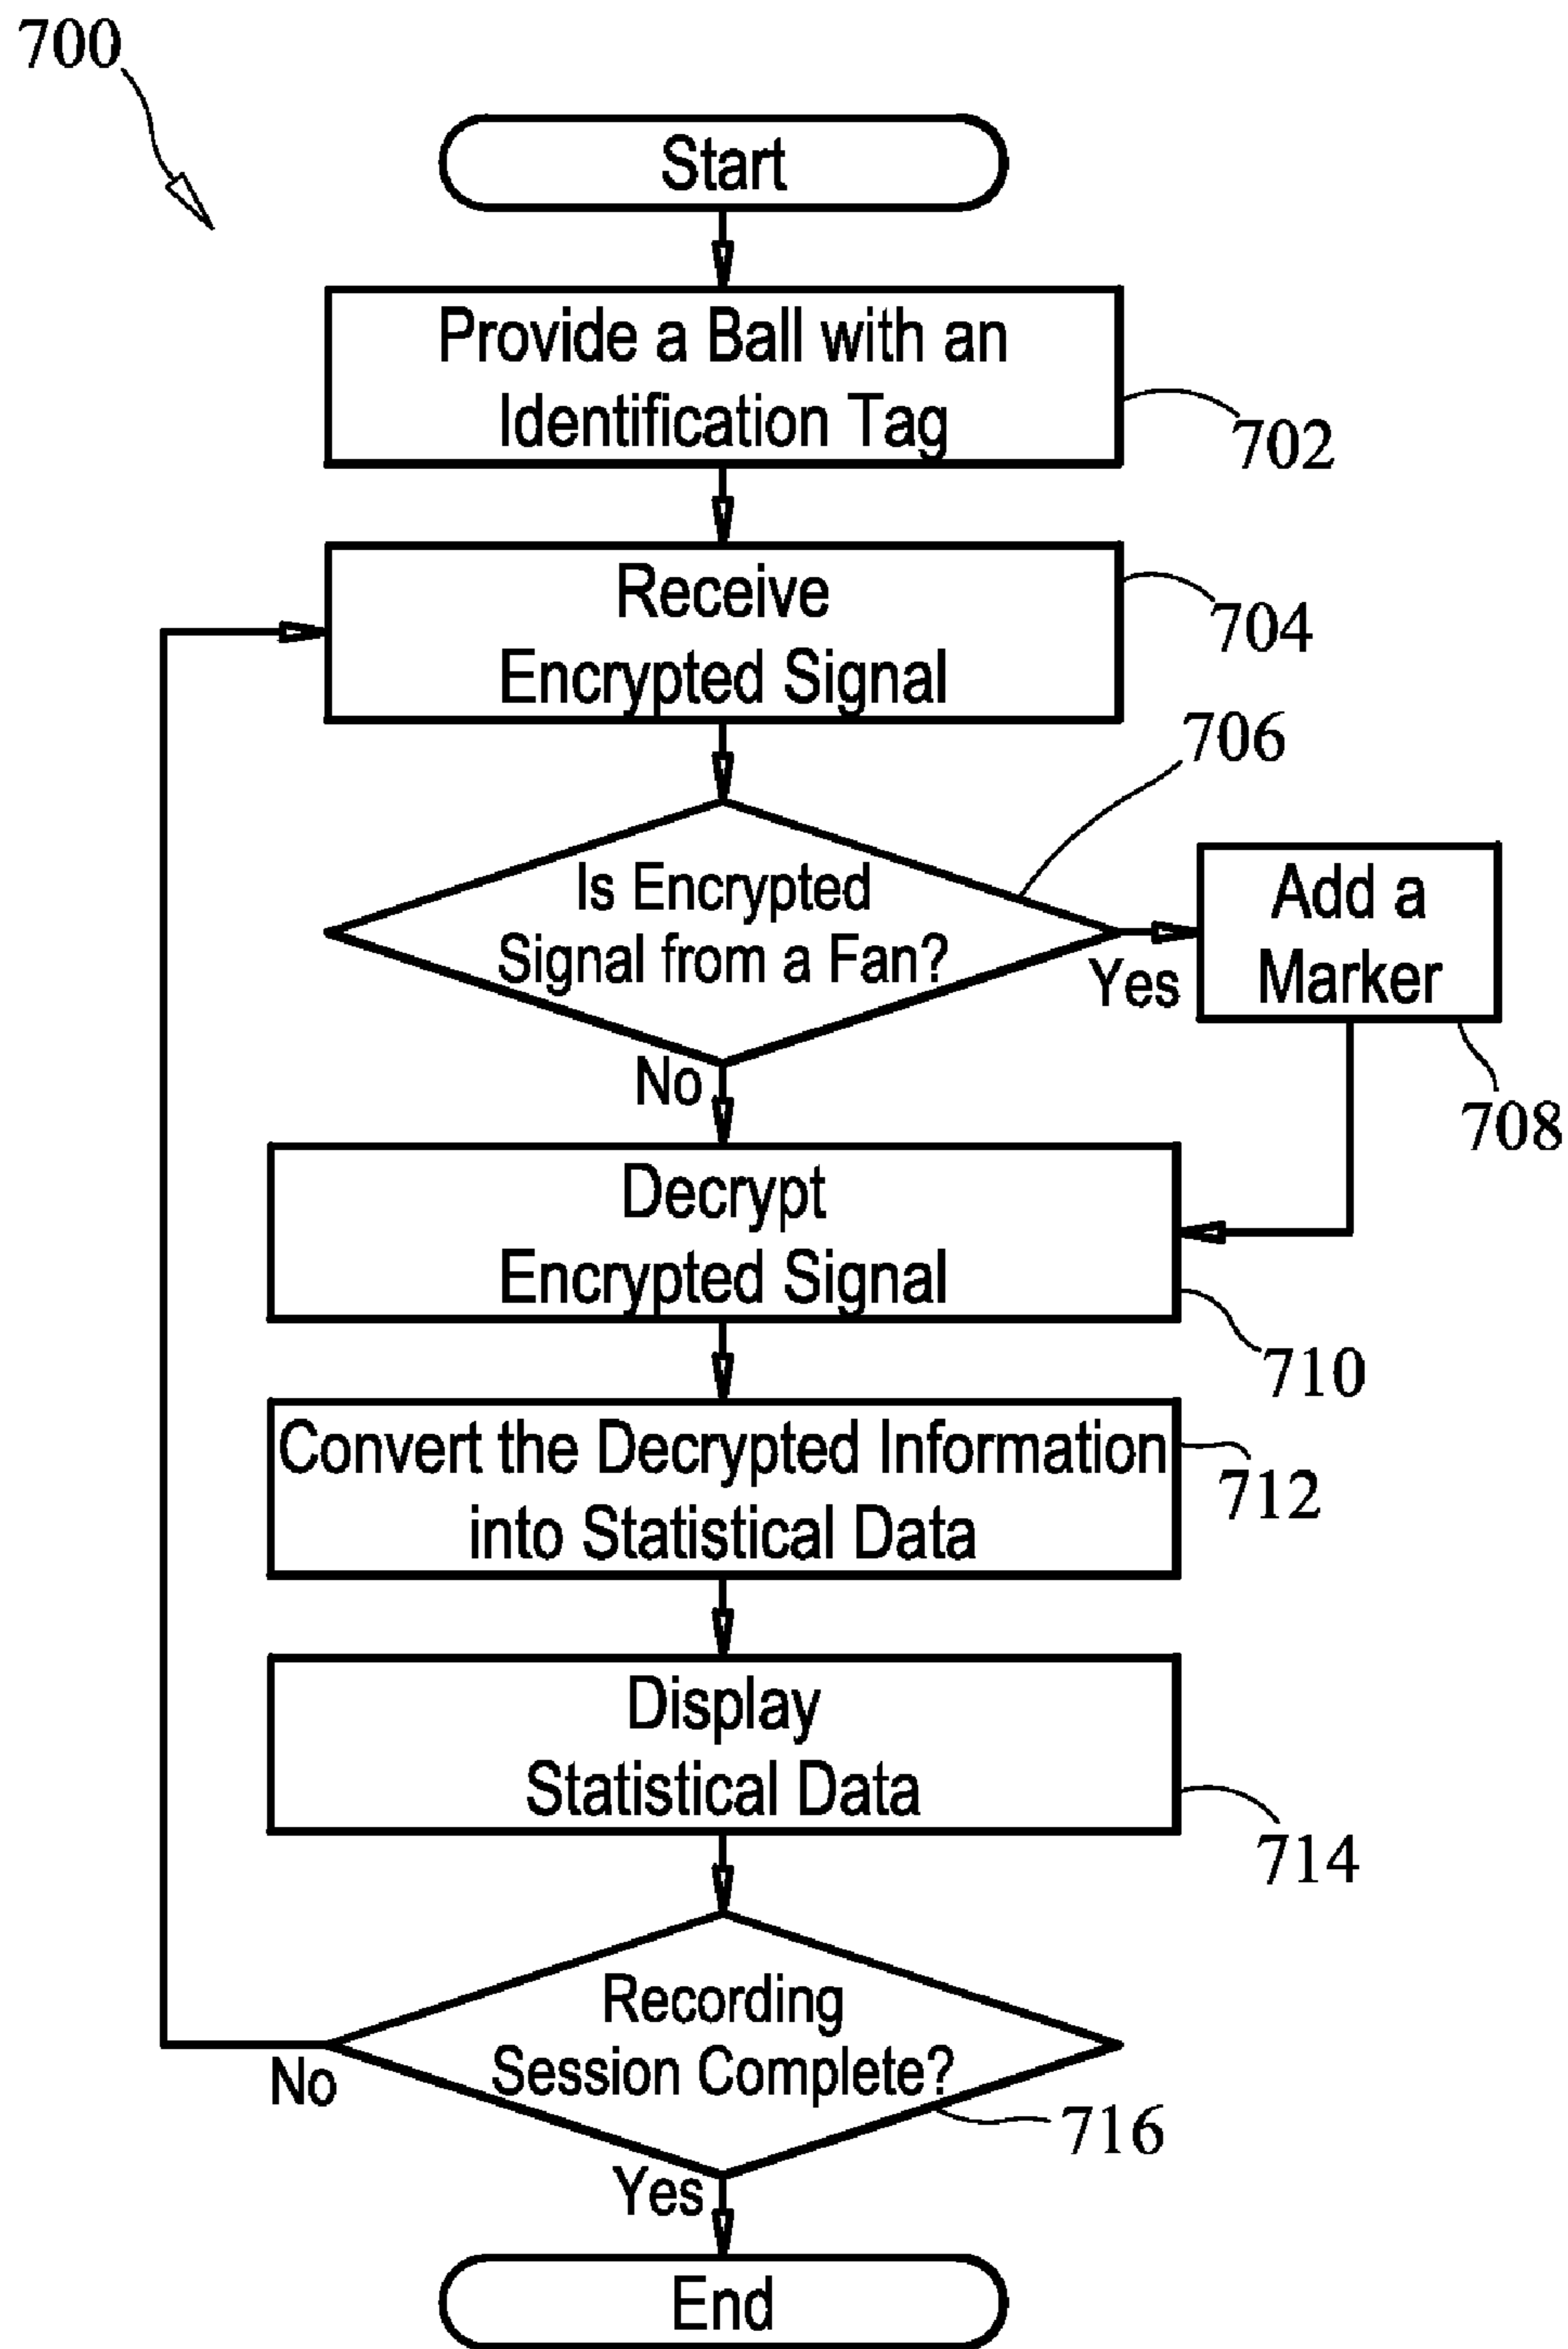 700
Start
Provide a Ball with an
Identification Tag
702
Receive
Encrypted Signal
704
706
Is Encrypted
Signal from a Fan?
Yes
Add a
Marker
708
No
Decrypt
Encrypted Signal
710
Convert the Decrypted Information
into Statistical Data
712
Display
Statistical Data
714
Recording
Session Complete?
716
No
Yes
End